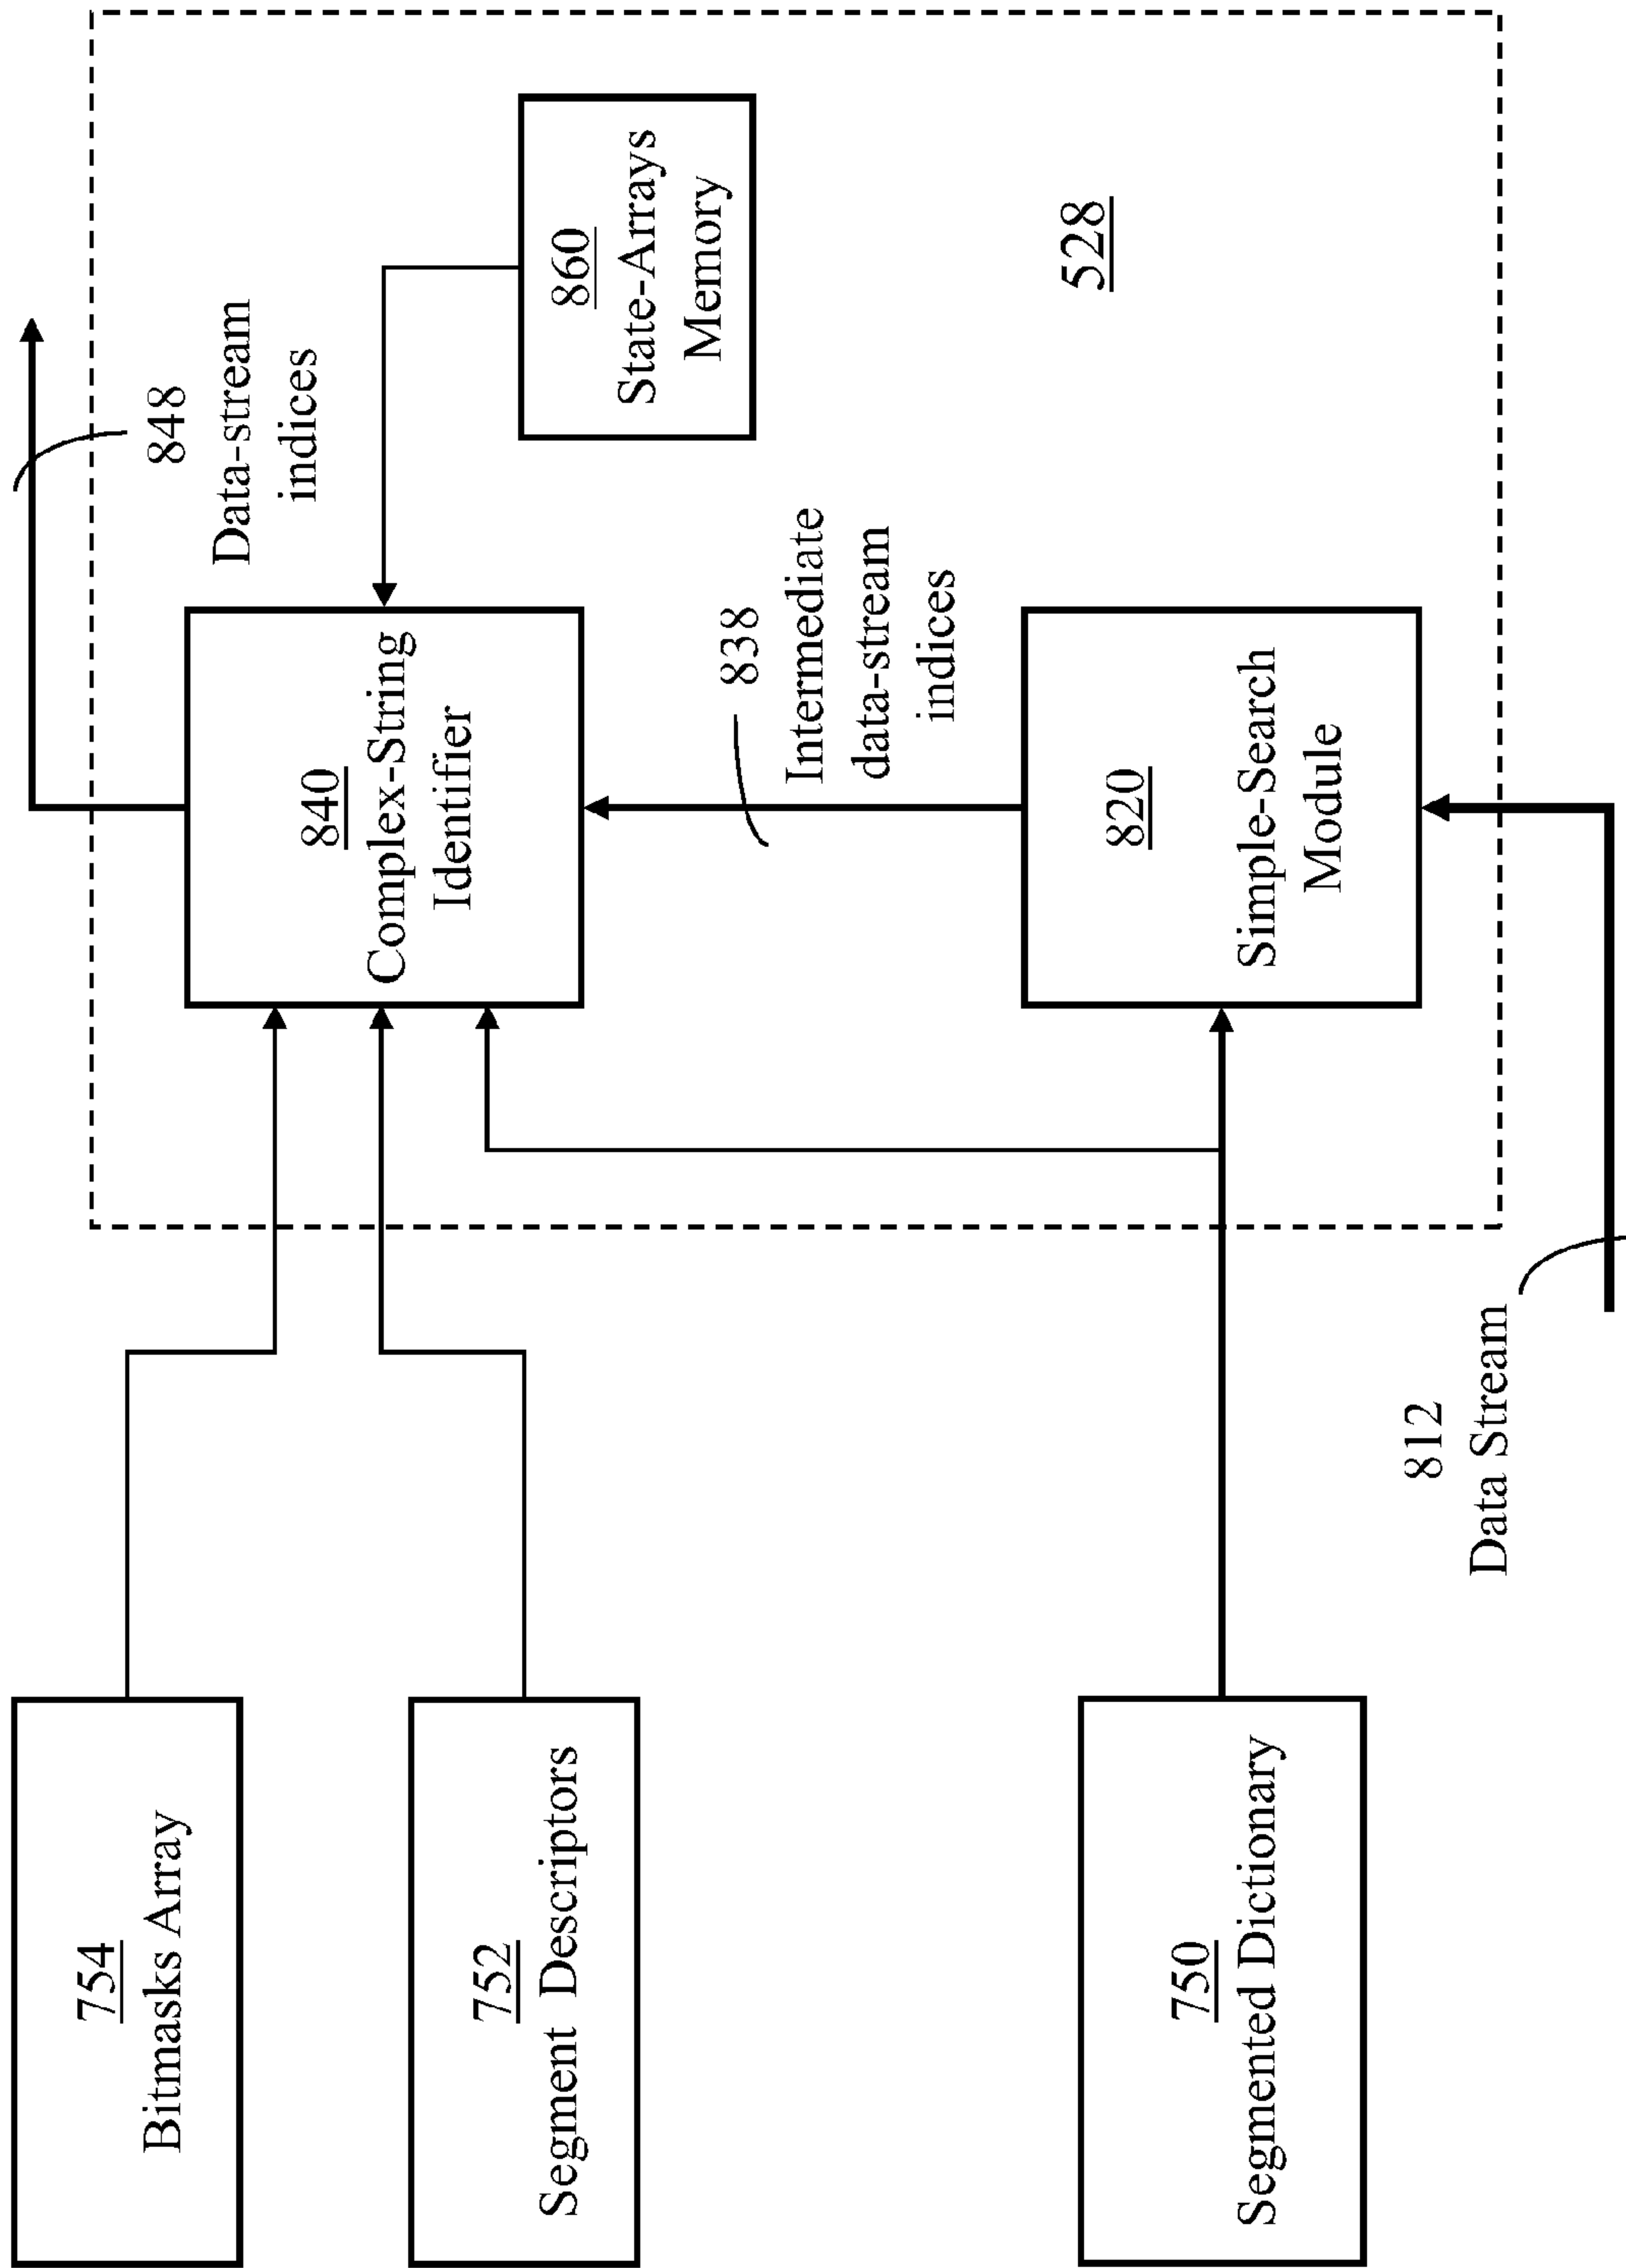 754
Bitmasks Array
752
Segment Descriptors
750
Segmented Dictionary
812
Data Stream
840
Complex-String
Identifier
838
Intermediate
data-stream
indices
820
Simple-Search
Module
848
Data-stream
indices
860
State-Arrays
Memory
528